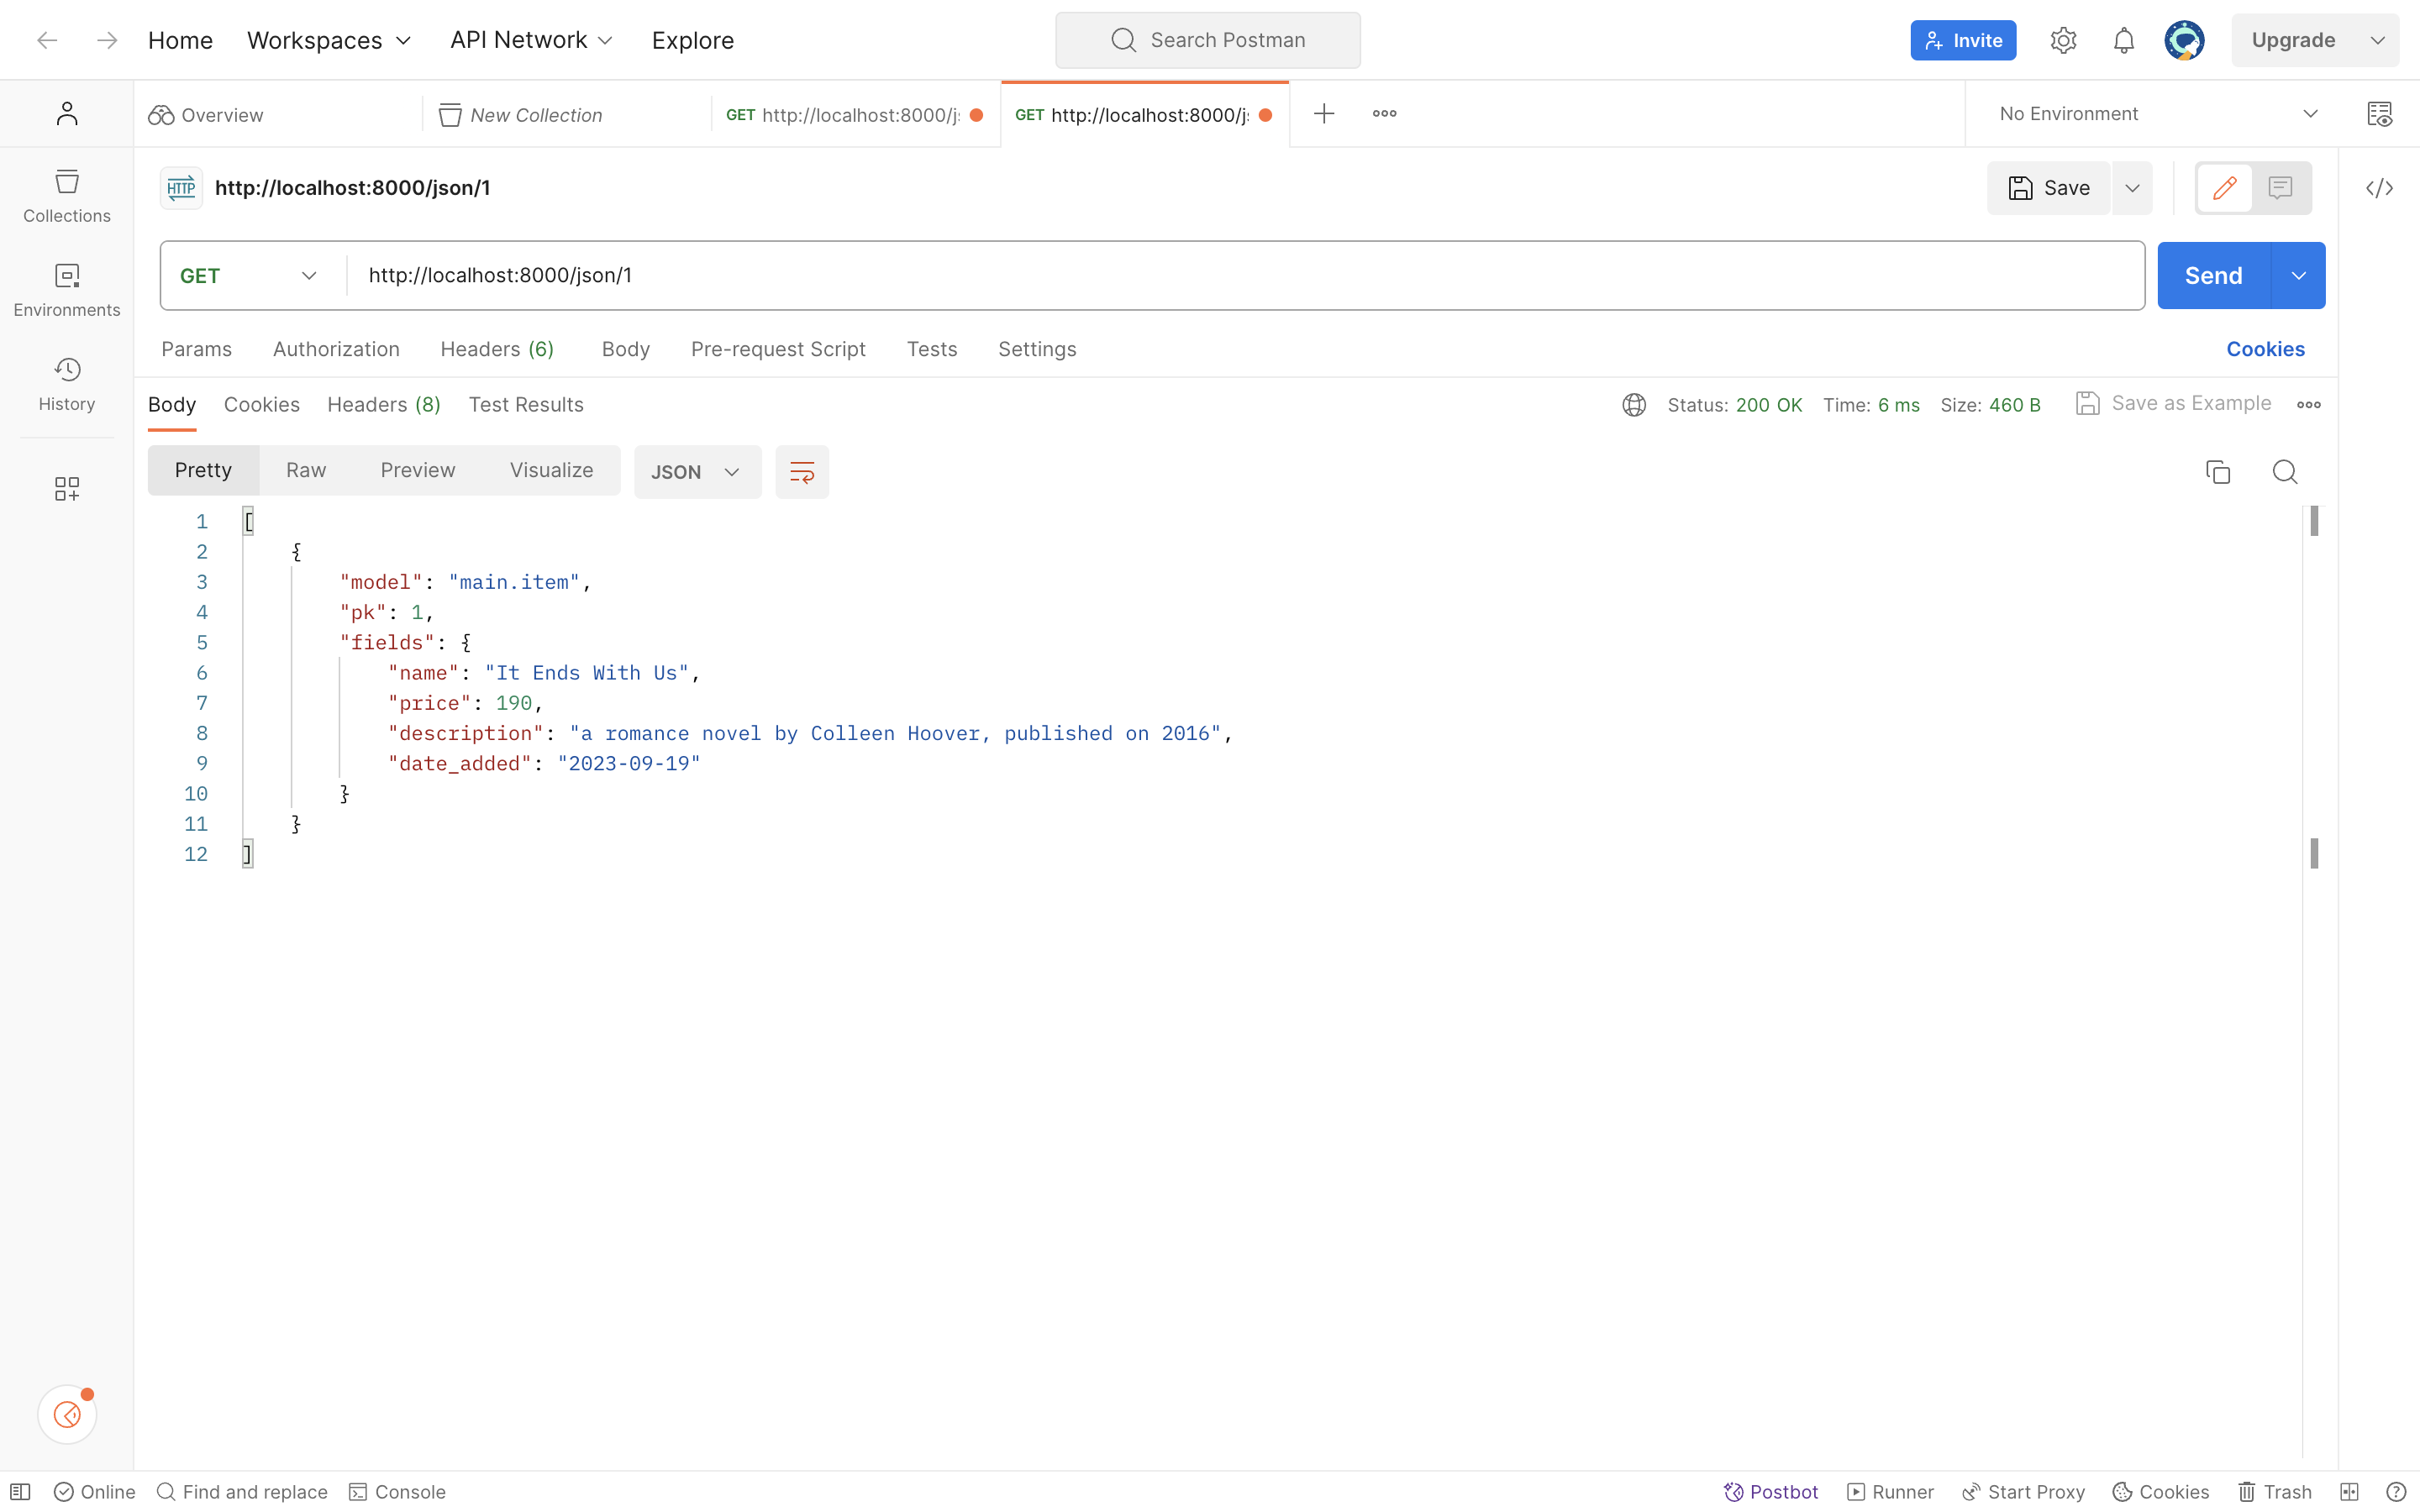 Home Workspaces API Network Explore Search Postman Invite Upgrade
Overview New Collection GET http://localhost:8000/j GET http://localhost:8000/j No Environment
HTTP http://localhost:8000/json/1 Save
Collections
GET http://localhost:8000/json/1 Send
Environments
Params Authorization Headers (6) Body Pre-request Script Tests Settings Cookies
History
Body Cookies Headers (8) Test Results Status: 200 OK Time: 6 ms Size: 460 B Save as Example
Pretty Raw Preview Visualize JSON
1 [
2 {
3 "model": "main.item",
4 "pk": 1,
5 "fields": {
6 "name": "It Ends With Us",
7 "price": 190,
8 "description": "a romance novel by Colleen Hoover, published on 2016",
9 "date_added": "2023-09-19"
10 }
11 }
12 ]
Online Find and replace Console Postbot Runner Start Proxy Cookies Trash